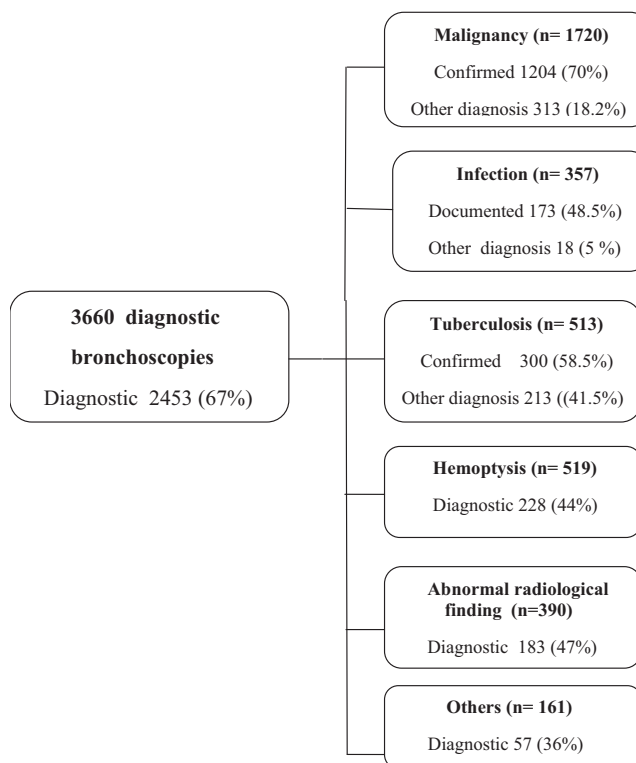 Malignancy (n= 1720)
Confirmed 1204 (70%)
Other diagnosis 313 (18.2%)
Infection (n= 357)
Documented 173 (48.5%)
Other diagnosis 18 (5 %)
3660 diagnostic
bronchoscopies
Diagnostic 2453 (67%)
Tuberculosis (n= 513)
Confirmed 300 (58.5%)
Other diagnosis 213 ((41.5%)
Hemoptysis (n= 519)
Diagnostic 228 (44%)
Abnormal radiological
finding (n=390)
Diagnostic 183 (47%)
Others (n= 161)
Diagnostic 57 (36%)